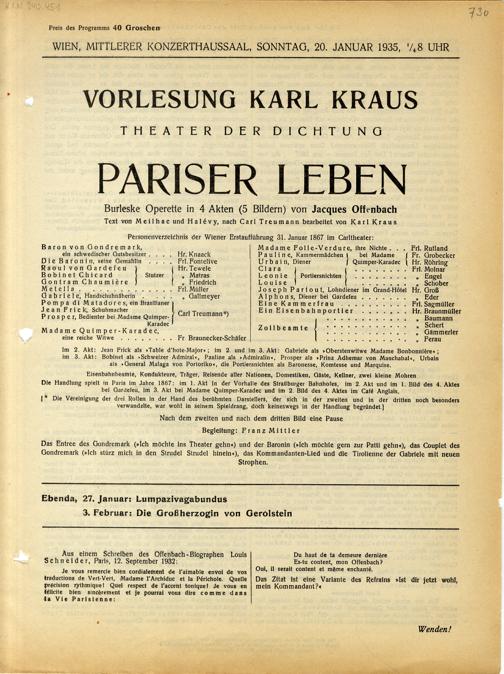 K.I.N. 240.451
730
Preis des Programms 40 Groschen
WIEN, MITTLERER KONZERTHAUSSAAL, SONNTAG, 20. JANUAR 1935, ¼8 UHR
VORLESUNG KARL KRAUS
THEATER DER DICHTUNG
PARISER LEBEN
Burleske Operette in 4 Akten (5 Bildern) von Jacques Offenbach
Text von Meilhac und Halévy, nach Carl Treumann bearbeitet von Karl Kraus
Personenverzeichnis der Wiener Erstaufführung 31. Januar 1867 im Carltheater:
Baron von Gondremark,
ein schwedischer Gutsbesitzer . . . . Hr. Knaack
Die Baronin, seine Gemahlin . . Frl. Fontelive
Raoul von Gardefeu } Hr. Tewele
Bobinet Chicard } Stutzer „ Matras
Gontram Chaumière } „ Friedrich
Metella . . . . . Frl. Müller
Gabriele, Handschuhnäherin . . „ Gallmeyer
Pompa di Matadores, ein Brasilianer }
Jean Frick, Schuhmacher } Carl Treumann*)
Prosper, Bedienter bei Madame Quimper- }
Karadec
Madame Quimper-Karadec,
eine reiche Witwe . . Fr. Braunecker-Schäfer
Madame Folle-Verdure, ihre Nichte . . Frl. Rutland
Pauline, Kammermädchen } bei Madame { Fr. Grobecker
Urbain, Diener } Quimper-Karadec { Hr. Röhring
Clara } Frl. Molnar
Leonie } Portiersnichten „ Engel
Louise } „ Schober
Joseph Partout, Lohndiener im Grand-Hôtel Hr. Groß
Alphons, Diener bei Gardefeu . . „ Eder
Eine Kammerfrau . . . Frl. Sagmüller
Ein Eisenbahnportier . . . Hr. Braunmüller
Zollbeamte . . . { „ Baumann
„ Schert
„ Gämmerler
„ Ferau
Im 2. Akt: Jean Frick als »Table d'hote-Major«; im 2. und im 3. Akt: Gabriele als »Oberstenwitwe Madame Bonbonnière«;
im 3. Akt: Bobinet als »Schweizer Admiral«, Pauline als »Admiralin«, Prosper als »Prinz Adhemar von Maschabal«, Urbain
als »General Malaga von Portoriko«, die Portiersnichten als Baronesse, Komtesse und Marquise.
Eisenbahnbeamte, Kondukteure, Träger, Reisende aller Nationen, Domestiken, Gäste, Kellner, zwei kleine Mohren
Die Handlung spielt in Paris im Jahre 1867; im 1. Akt in der Vorhalle des Straßburger Bahnhofes, im 2. Akt und im 1. Bild des 4. Aktes
bei Gardefeu, im 3. Akt bei Madame Quimper-Karadec und im 2. Bild des 4. Aktes im Café Anglais.
[* Die Vereinigung der drei Rollen in der Hand des berühmten Darstellers, der sich in der zweiten und in der dritten noch besonders
verwandelte, war wohl in seinem Spieldrang, doch keineswegs in der Handlung begründet.]
Nach dem zweiten und nach dem dritten Bild eine Pause
Begleitung: Franz Mittler
Das Entree des Gondremark (»Ich möchte ins Theater gehn«) und der Baronin (»Ich möchte gern zur Patti gehn«), das Couplet des
Gondremark (»Ich stürz mich in den Strudel Strudel hinein«), das Kommandanten-Lied und die Tirolienne der Gabriele mit neuen
Strophen.
Ebenda, 27. Januar: Lumpazivagabundus
3. Februar: Die Großherzogin von Gerolstein
Aus einem Schreiben des Offenbach-Biographen Louis
Schneider, Paris, 12. September 1932:
Je vous remercie bien cordialement de l'aimable envoi de vos
traductions de Vert-Vert, Madame l'Archiduc et la Périchole. Quelle
précision rythmique! Quel respect de l'accent tonique! Je vous en
félicite bien sincèrement et je pourrai vous dire comme dans
la Vie Parisienne:
Du haut de ta demeure dernière
Es-tu content, mon Offenbach?
Oui, il serait content et même enchanté.
Das Zitat ist eine Variante des Refrains »Ist dir jetzt wohl,
mein Kommandant?«
Wenden!